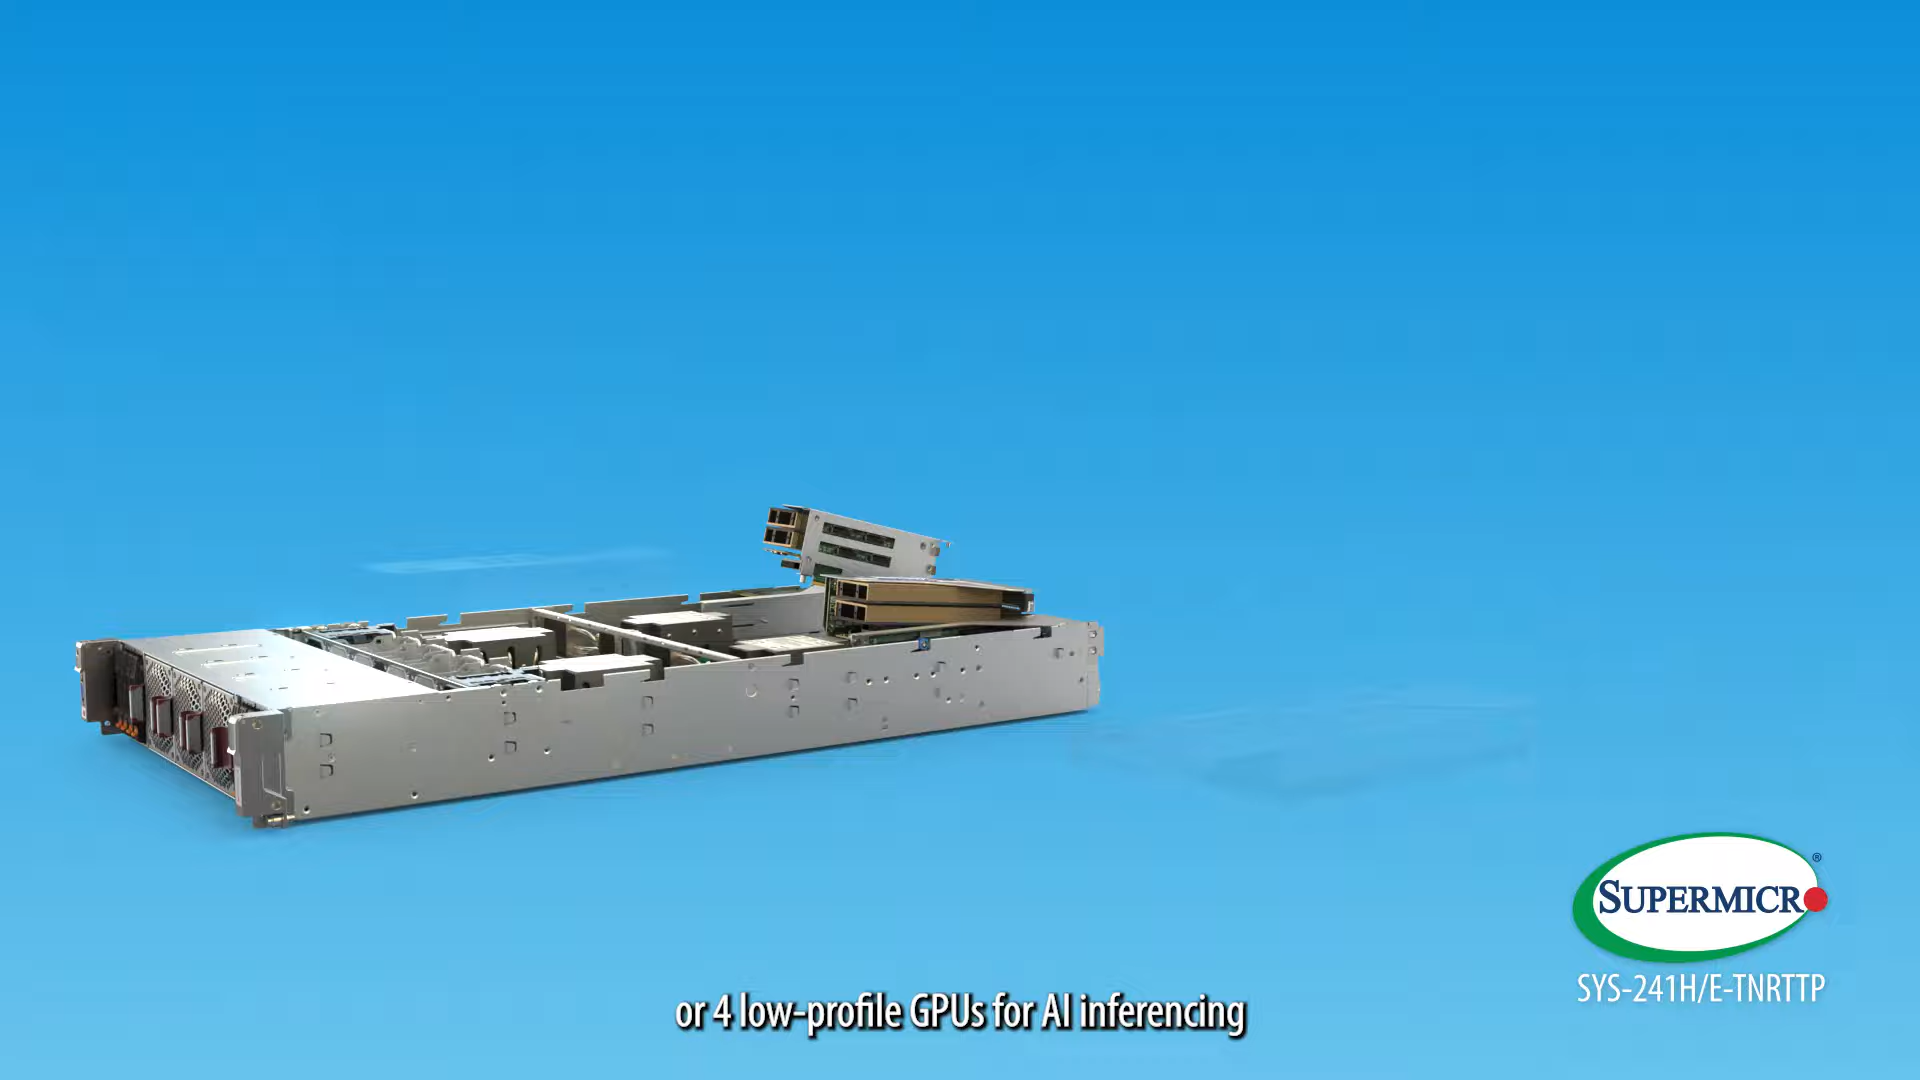 SUPERMICR®
SYS-241H/E-TNRTTP
or 4 low-profile GPUs for AI inferencing